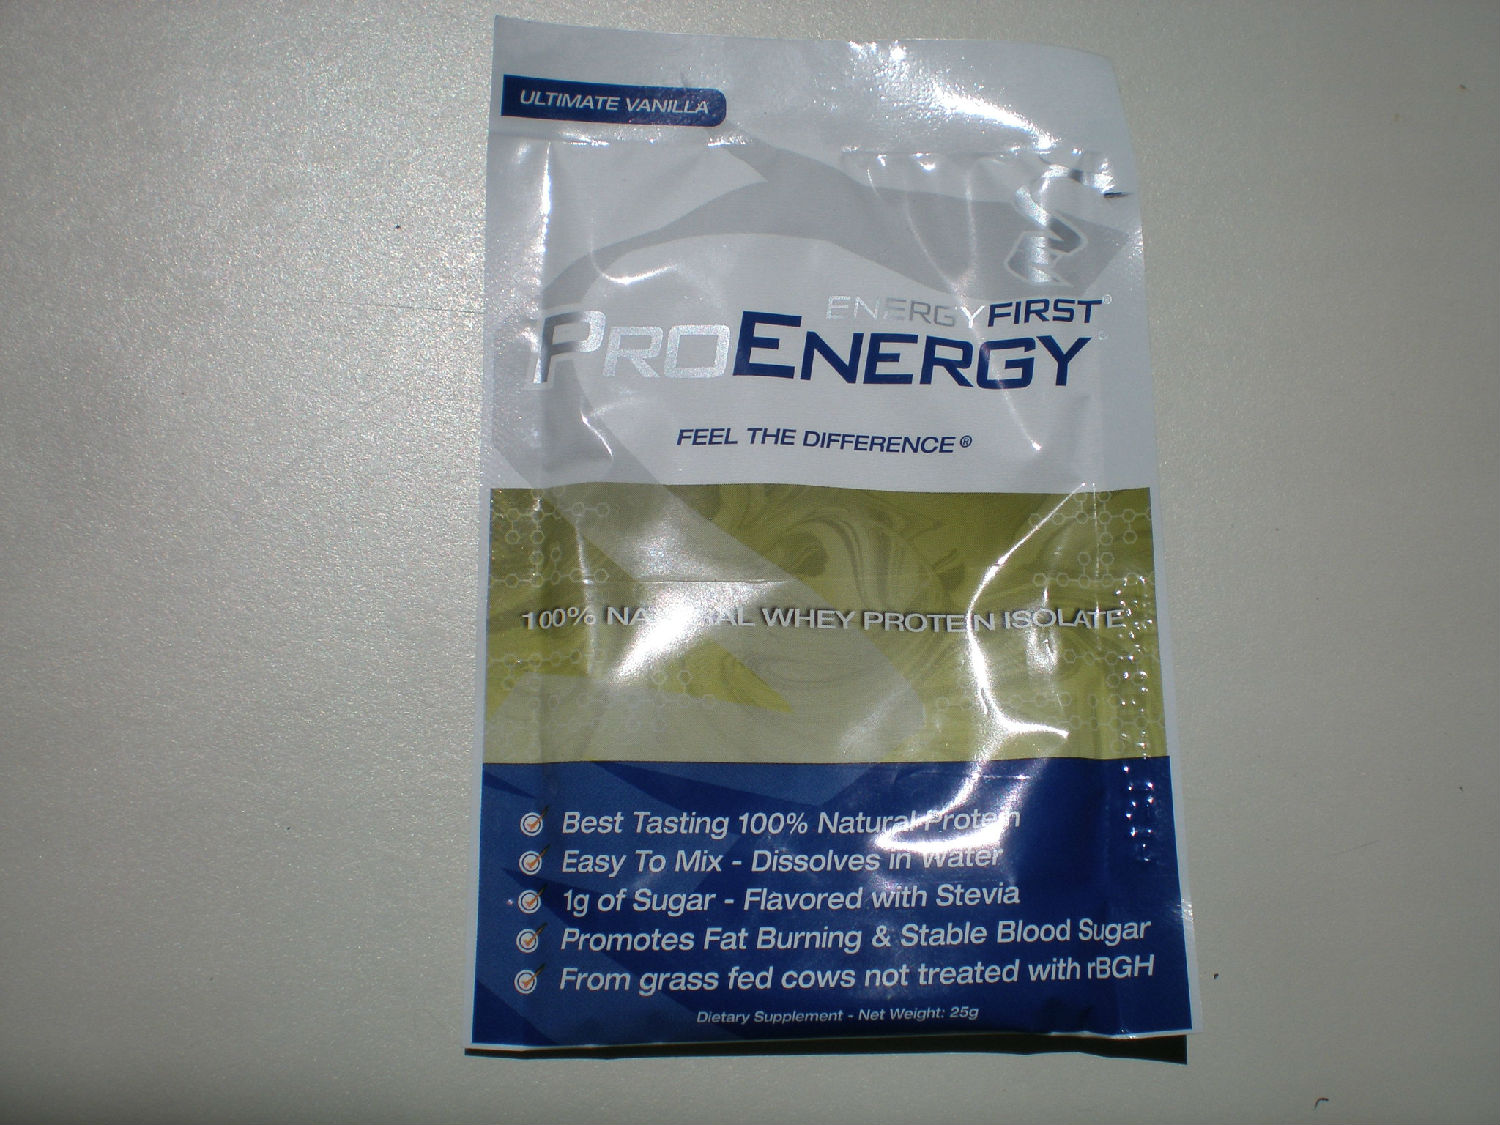 ULTIMATE VANILLA
ENERGYFIRST®
PROENERGY
FEEL THE DIFFERENCE®
100% NATURAL WHEY PROTEIN ISOLATE
Best Tasting 100% Natural Protein
Easy To Mix - Dissolves in Water
1g of Sugar - Flavored with Stevia
Promotes Fat Burning & Stable Blood Sugar
From grass fed cows not treated with rBGH
Dietary Supplement - Net Weight: 25g